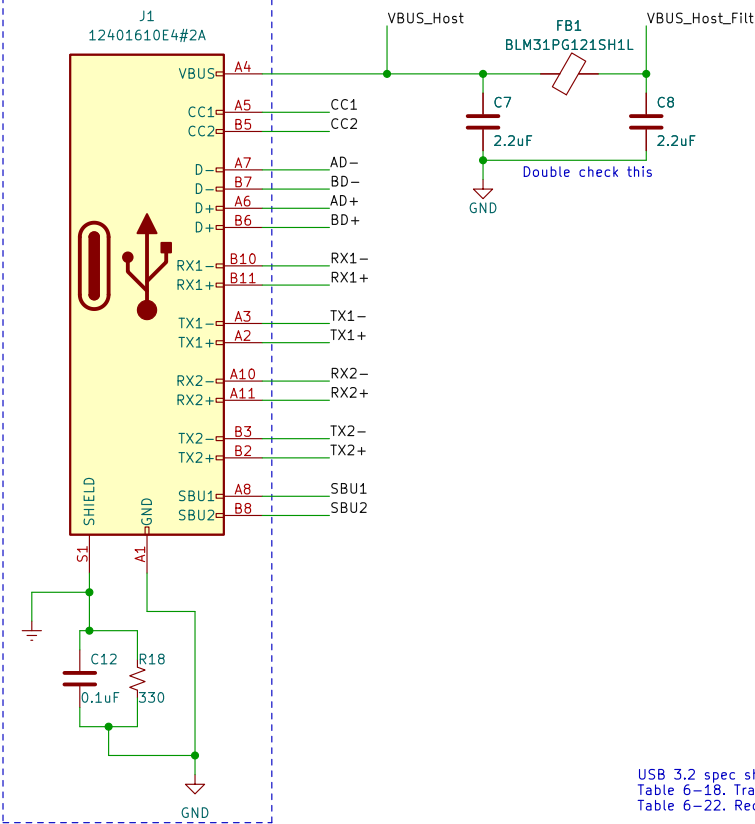 J1
12401610E4#2A
VBUS A4
CC1 A5 CC1
CC2 B5 CC2
D- A7 AD-
D- B7 BD-
D+ A6 AD+
D+ B6 BD+
RX1- B10 RX1-
RX1+ B11 RX1+
TX1- A3 TX1-
TX1+ A2 TX1+
RX2- A10 RX2-
RX2+ A11 RX2+
TX2- B3 TX2-
TX2+ B2 TX2+
SBU1 A8 SBU1
SBU2 B8 SBU2
SHIELD
GND
S1
A1
C12
0.1uF
R18
330
GND
VBUS_Host
FB1
BLM31PG121SH1L
VBUS_Host_Filt
C7
2.2uF
C8
2.2uF
Double check this
GND
USB 3.2 spec
Table 6-18.
Table 6-22.